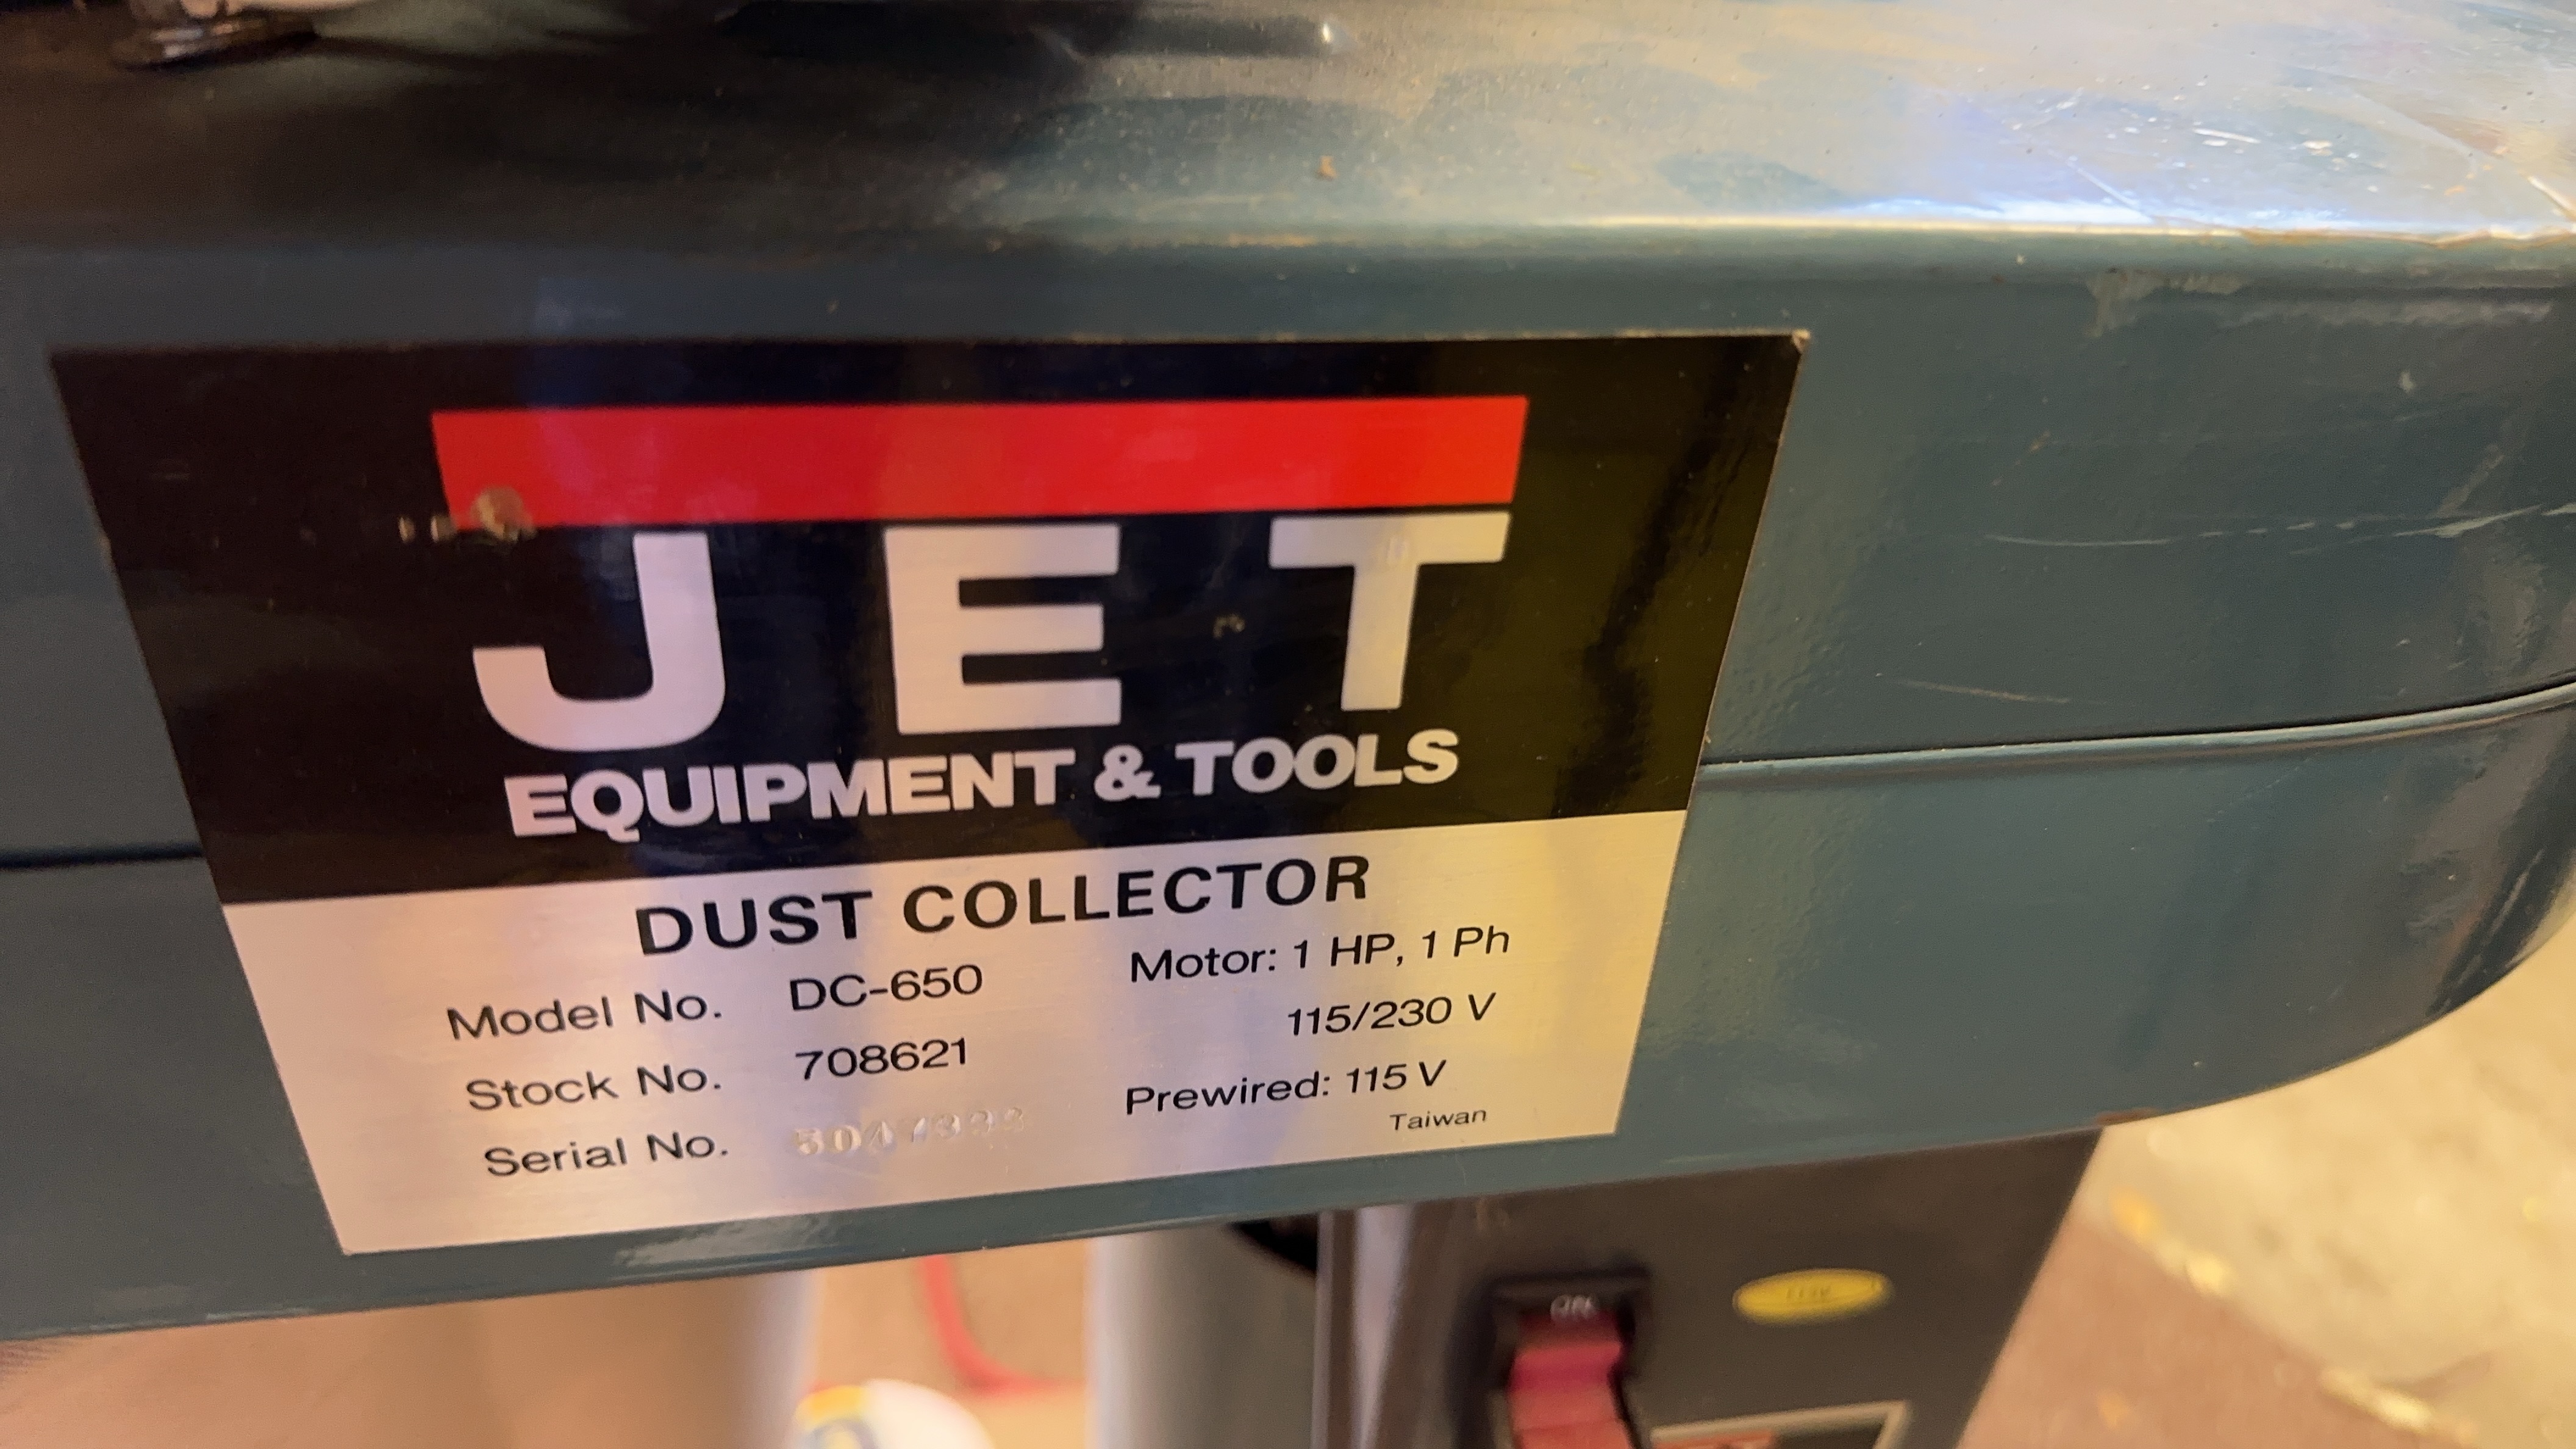 JET
EQUIPMENT & TOOLS
DUST COLLECTOR
Model No. DC-650
Motor: 1 HP, 1 Ph
115/230 V
Stock No. 708621
Prewired: 115 V
Serial No.
Taiwan
ON